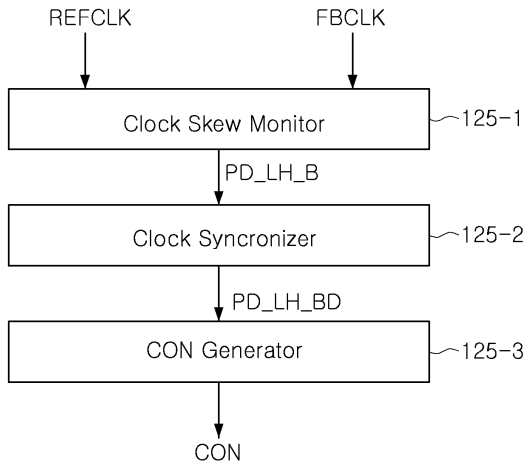 REFCLK FBCLK
Clock Skew Monitor 125-1
PD_LH_B
Clock Syncronizer 125-2
PD_LH_BD
CON Generator 125-3
CON